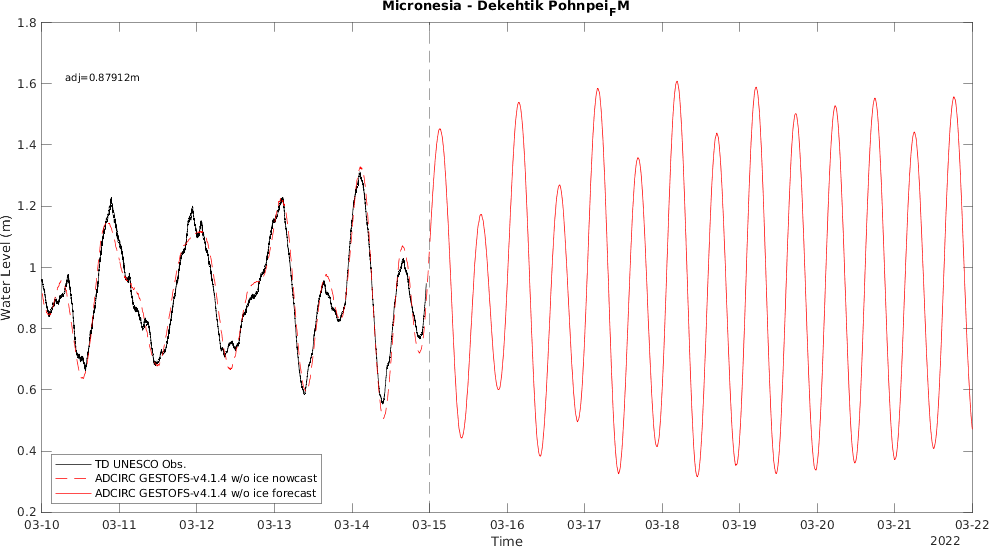 Micronesia - Dekehtik Pohnpei_FM
1.8
1.6
1.4
1.2
1
0.8
0.6
0.4
0.2
Water Level (m)
adj=0.87912m
TD UNESCO Obs.
ADCIRC GESTOFS-v4.1.4 w/o ice nowcast
ADCIRC GESTOFS-v4.1.4 w/o ice forecast
03-10 03-11 03-12 03-13 03-14 03-15 03-16 03-17 03-18 03-19 03-20 03-21 03-22
Time
2022